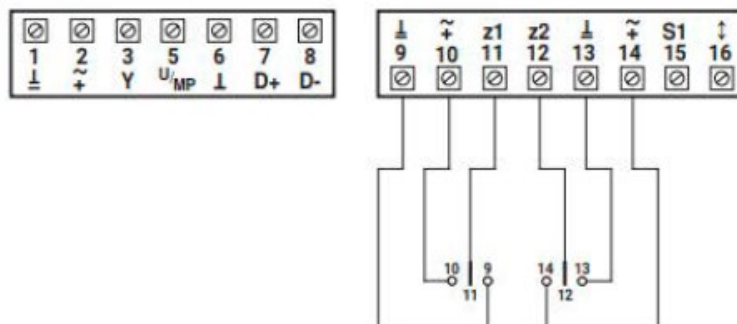 1 2 3 5 6 7 8
⏚ ~+ Y U/MP ⊥ D+ D-
⏚ ~+ z1 z2 ⏚ ~+ S1 ↕
9 10 11 12 13 14 15 16
10 9 14 13
11 12